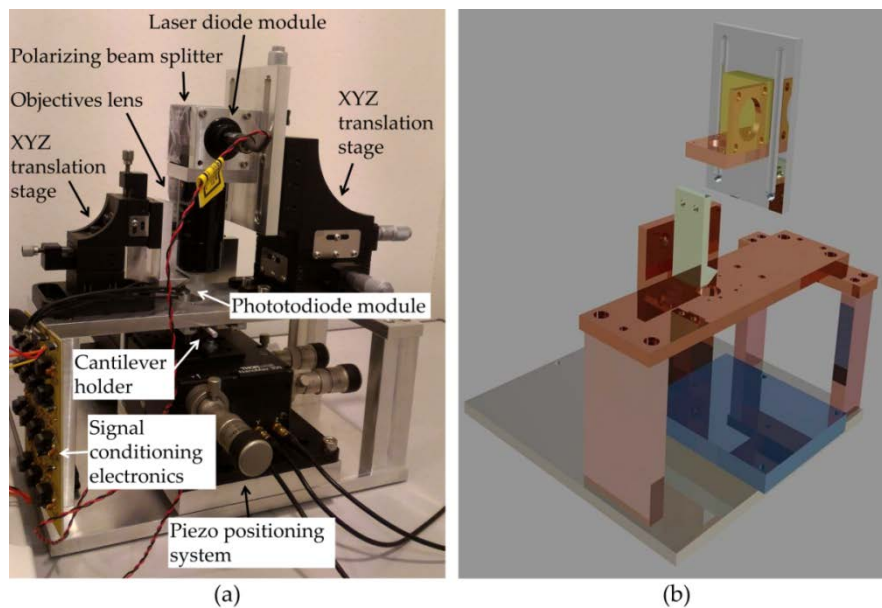 Laser diode module
Polarizing beam splitter
Objectives lens
XYZ
translation
stage
XYZ
translation
stage
Phototodiode module
Cantilever
holder
Signal
conditioning
electronics
Piezo positioning
system
(a)
(b)